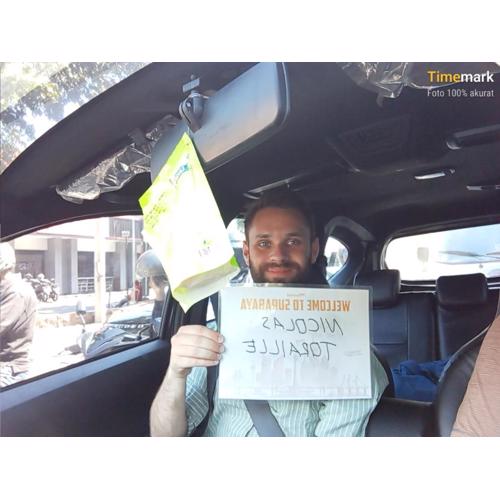 Timemark
Foto 100% akurat
WELCOME TO SURABAYA
NICOLAS
TORAILLE